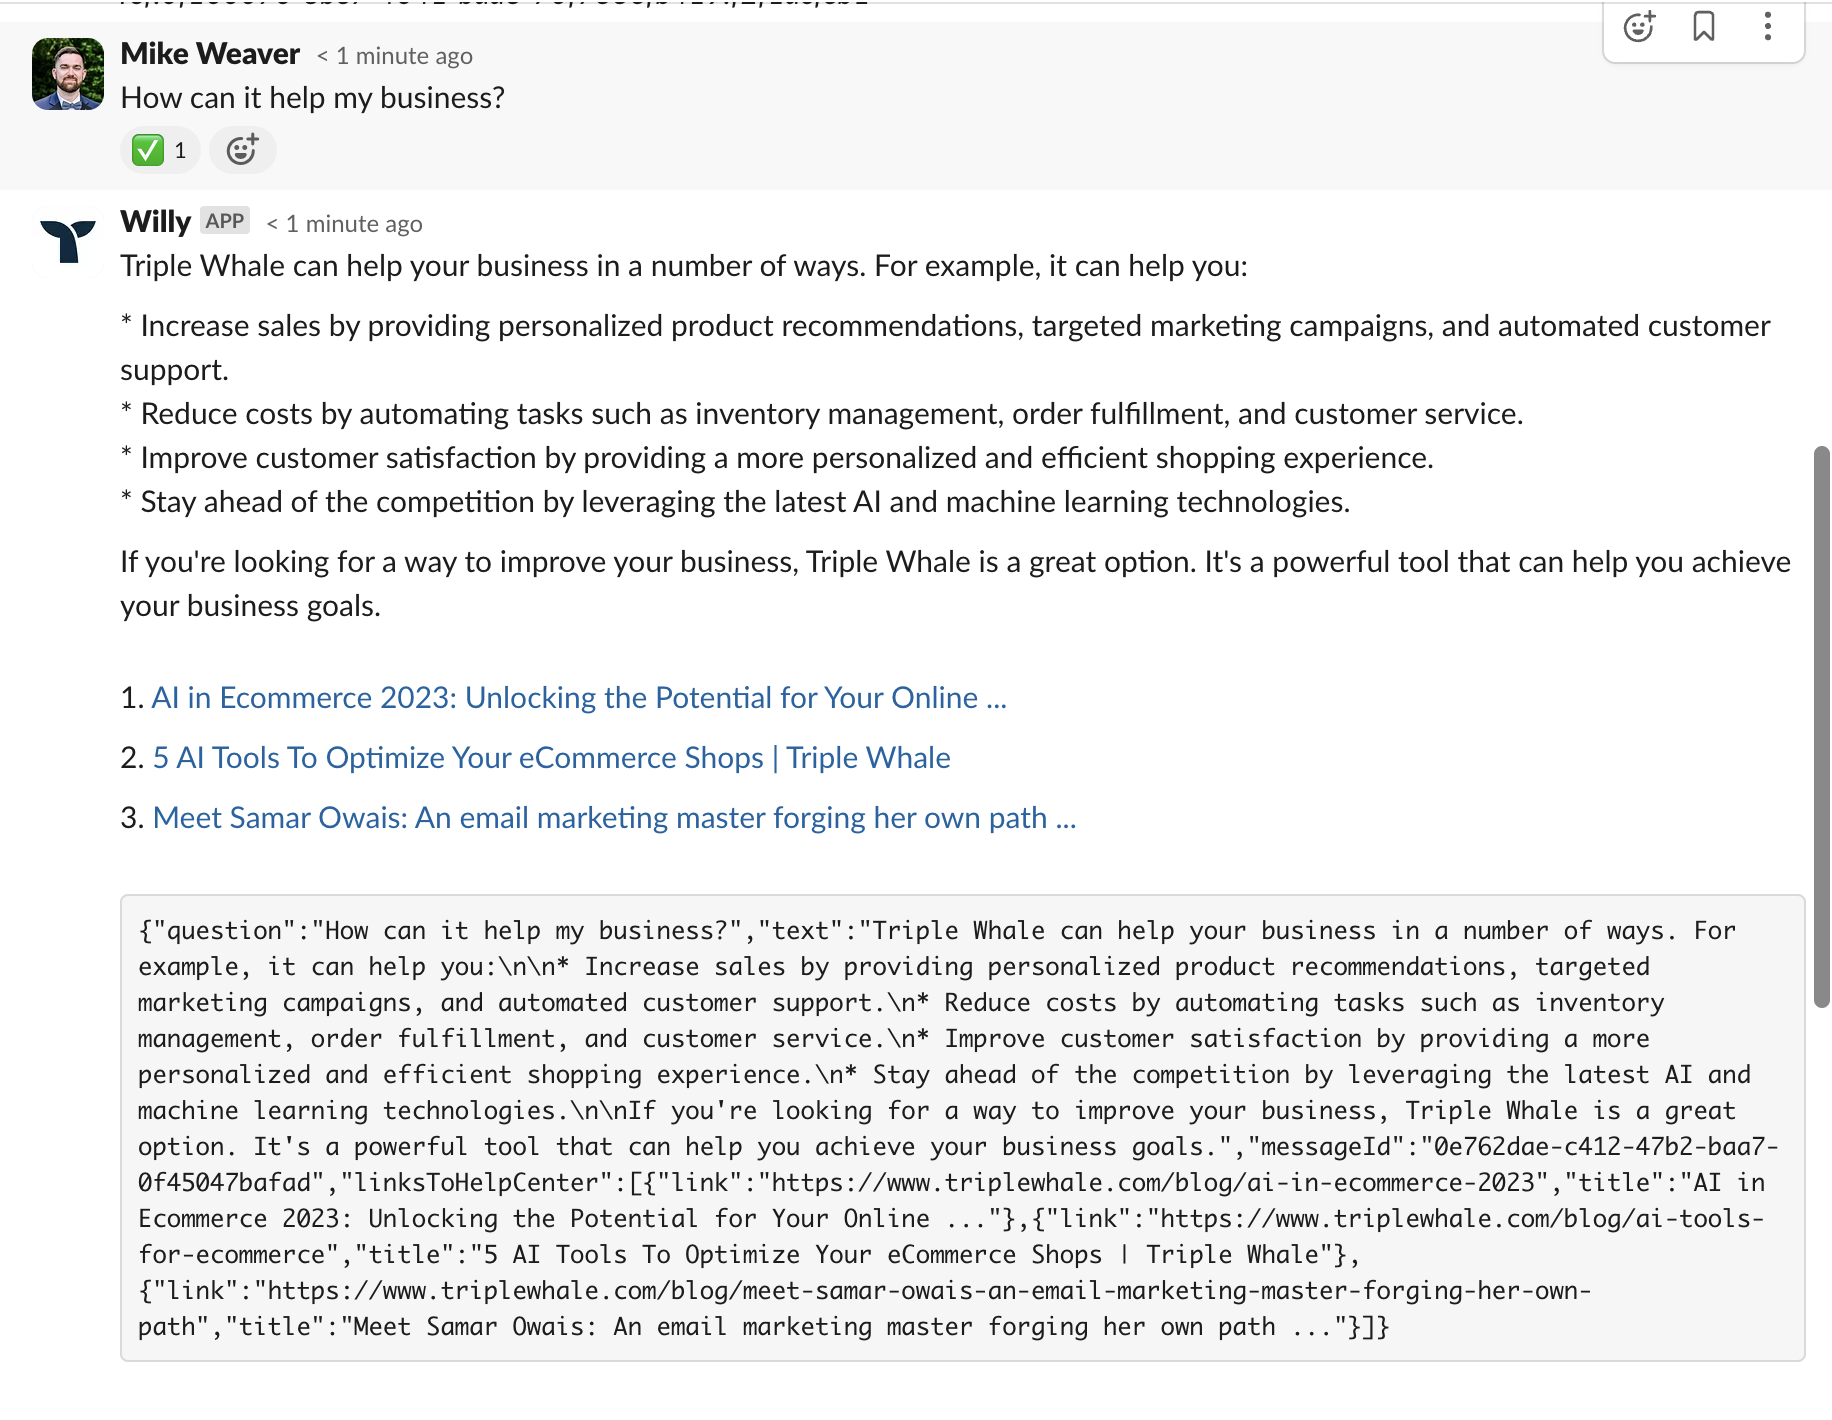 Mike Weaver < 1 minute ago
How can it help my business?
1
Willy APP < 1 minute ago
Triple Whale can help your business in a number of ways. For example, it can help you:
* Increase sales by providing personalized product recommendations, targeted marketing campaigns, and automated customer
support.
* Reduce costs by automating tasks such as inventory management, order fulfillment, and customer service.
* Improve customer satisfaction by providing a more personalized and efficient shopping experience.
* Stay ahead of the competition by leveraging the latest AI and machine learning technologies.
If you're looking for a way to improve your business, Triple Whale is a great option. It's a powerful tool that can help you achieve
your business goals.
1. AI in Ecommerce 2023: Unlocking the Potential for Your Online ...
2. 5 AI Tools To Optimize Your eCommerce Shops | Triple Whale
3. Meet Samar Owais: An email marketing master forging her own path ...
{"question":"How can it help my business?","text":"Triple Whale can help your business in a number of ways. For
example, it can help you:\n\n* Increase sales by providing personalized product recommendations, targeted
marketing campaigns, and automated customer support.\n* Reduce costs by automating tasks such as inventory
management, order fulfillment, and customer service.\n* Improve customer satisfaction by providing a more
personalized and efficient shopping experience.\n* Stay ahead of the competition by leveraging the latest AI and
machine learning technologies.\n\nIf you're looking for a way to improve your business, Triple Whale is a great
option. It's a powerful tool that can help you achieve your business goals.","messageId":"0e762dae-c412-47b2-baa7-
0f45047bafad","linksToHelpCenter":[{"link":"https://www.triplewhale.com/blog/ai-in-ecommerce-2023","title":"AI in
Ecommerce 2023: Unlocking the Potential for Your Online ..."},{"link":"https://www.triplewhale.com/blog/ai-tools-
for-ecommerce","title":"5 AI Tools To Optimize Your eCommerce Shops | Triple Whale"},
{"link":"https://www.triplewhale.com/blog/meet-samar-owais-an-email-marketing-master-forging-her-own-
path","title":"Meet Samar Owais: An email marketing master forging her own path ..."}]}